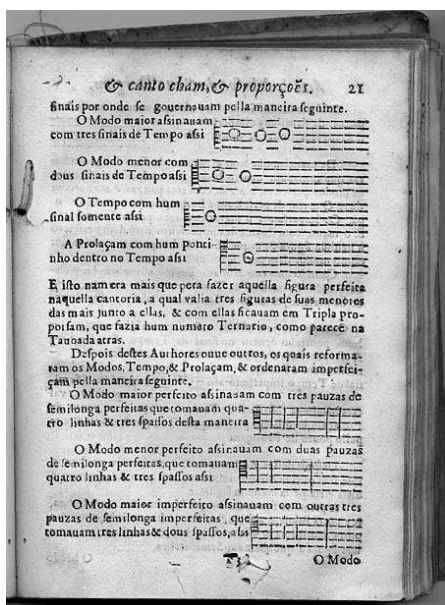 & canto cham, & proporções. 21
sinais por onde se gouernauam pella maneira seguinte.
O Modo maior assinauam
com tres sinais de Tempo assi
O Modo menor com
dous sinais de Tempo assi
O Tempo com hum
sinal somente assi
A Prolaçam com hum ponti-
nho dentro no Tempo assi
E isto nam era mais que pera fazer aquella figura perfeita
naquella cantoria, a qual valia tres figuras de suas menores
das mais junto a ellas, & com ellas ficauam em Tripla pro-
porsam, que fazia hum numaro Ternario, como parece na
Tauoada atras.
Despois destes Authores ouue outros, os quais reforma-
ram os Modos, Tempo, & Prolaçam, & ordenaram imperfei-
çam pella maneira seguinte.
O Modo maior perfeito assinauam com tres pauzas de
semilonga perfeitas que tomauam qua-
tro linhas & tres spassos desta maneira
O Modo menor perfeito assinauam com duas pauzas
de semilonga perfeitas, que tomauam
quatro linhas & tres spassos assi
O Modo maior imperfeito assinauam com outras tres
pauzas de semilonga imperfeitas, que
tomauam tres linhas & dous spassos, assi
O Modo